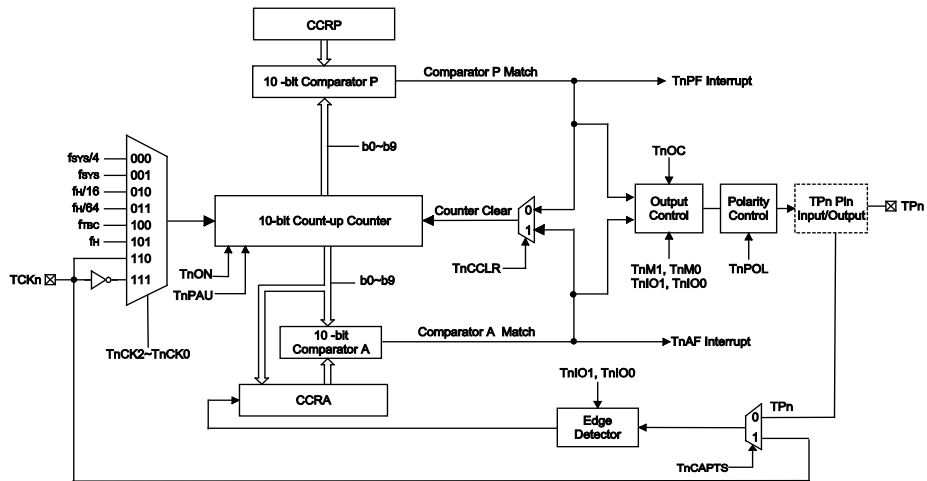 CCRP
10 -bit Comparator P
Comparator P Match
TnPF Interrupt
b0~b9
fSYS/4
000
fSYS
001
fH/16
010
fH/64
011
fTBC
100
fH
101
110
111
TCKn
TnCK2~TnCK0
10-bit Count-up Counter
TnON
TnPAU
Counter Clear
0
1
TnCCLR
TnOC
Output
Control
TnM1, TnM0
TnIO1, TnIO0
Polarity
Control
TnPOL
TPn Pin
Input/Output
TPn
b0~b9
10 -bit
Comparator A
Comparator A Match
TnAF Interrupt
CCRA
TnIO1, TnIO0
Edge
Detector
TPn
0
1
TnCAPTS